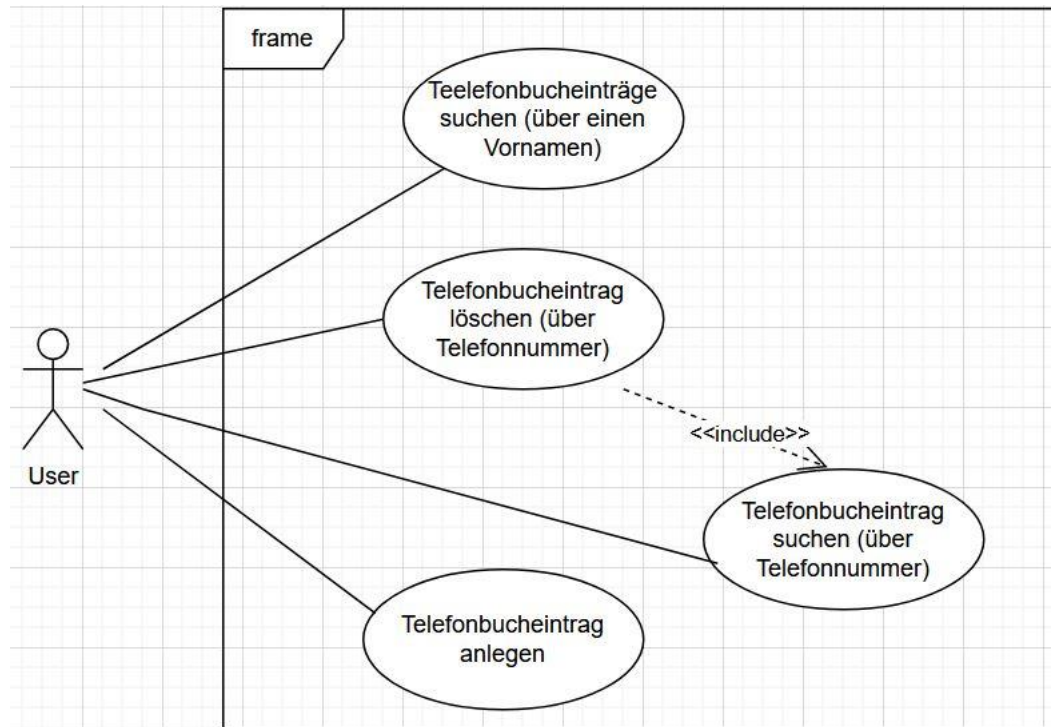 frame
Teelefonbucheinträge
suchen (über einen
Vornamen)
Telefonbucheintrag
löschen (über
Telefonnummer)
<<include>>
User
Telefonbucheintrag
suchen (über
Telefonnummer)
Telefonbucheintrag
anlegen